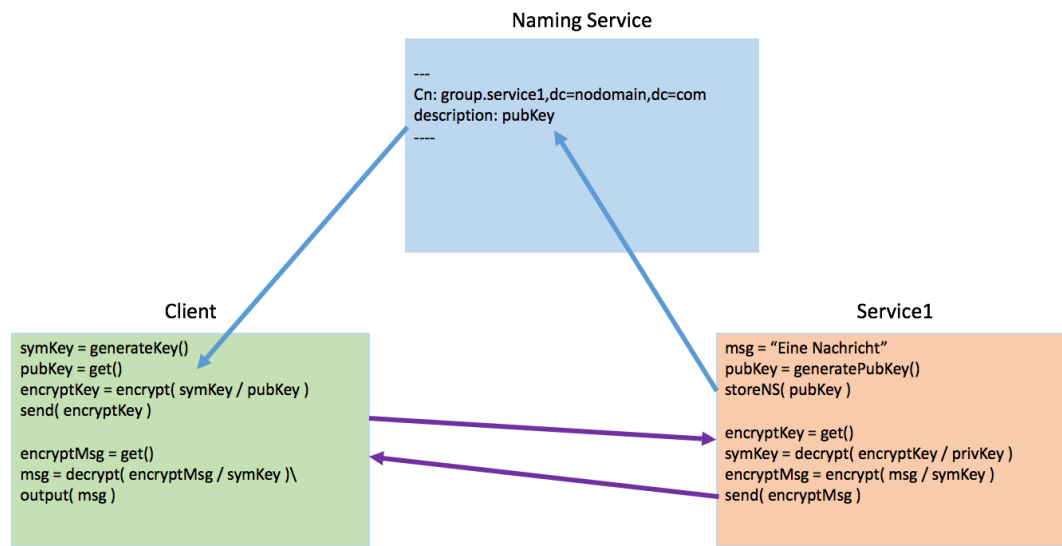 Naming Service
---
Cn: group.service1,dc=nodomain,dc=com
description: pubKey
----
Client
symKey = generateKey()
pubKey = get()
encryptKey = encrypt( symKey / pubKey )
send( encryptKey )
encryptMsg = get()
msg = decrypt( encryptMsg / symKey )\
output( msg )
Service1
msg = “Eine Nachricht”
pubKey = generatePubKey()
storeNS( pubKey )
encryptKey = get()
symKey = decrypt( encryptKey / privKey )
encryptMsg = encrypt( msg / symKey )
send( encryptMsg )